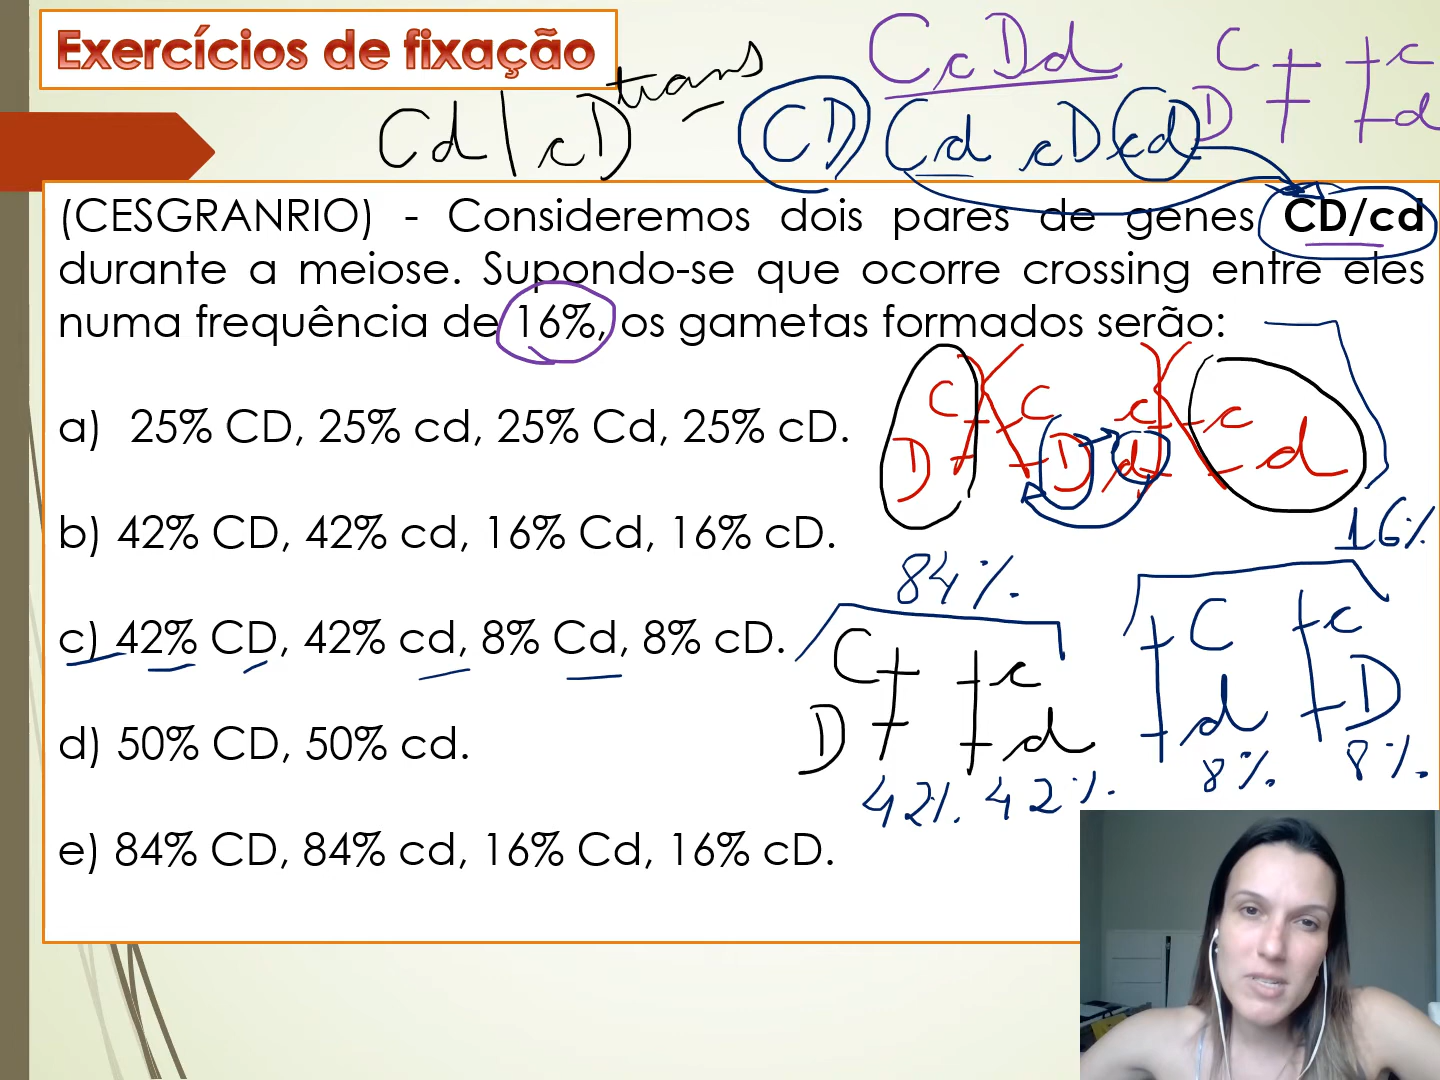 Exercícios de fixação
CcDd
C c
D d
Cd/cD trans
CD Cd cD cd
(CESGRANRIO) - Consideremos dois pares de genes CD/cd
durante a meiose. Supondo-se que ocorre crossing entre eles
numa frequência de 16%, os gametas formados serão:
C C c c
D D d d
a) 25% CD, 25% cd, 25% Cd, 25% cD.
16%
b) 42% CD, 42% cd, 16% Cd, 16% cD.
84%
c) 42% CD, 42% cd, 8% Cd, 8% cD.
C c C c
D d d D
d) 50% CD, 50% cd.
42% 42% 8% 8%
e) 84% CD, 84% cd, 16% Cd, 16% cD.